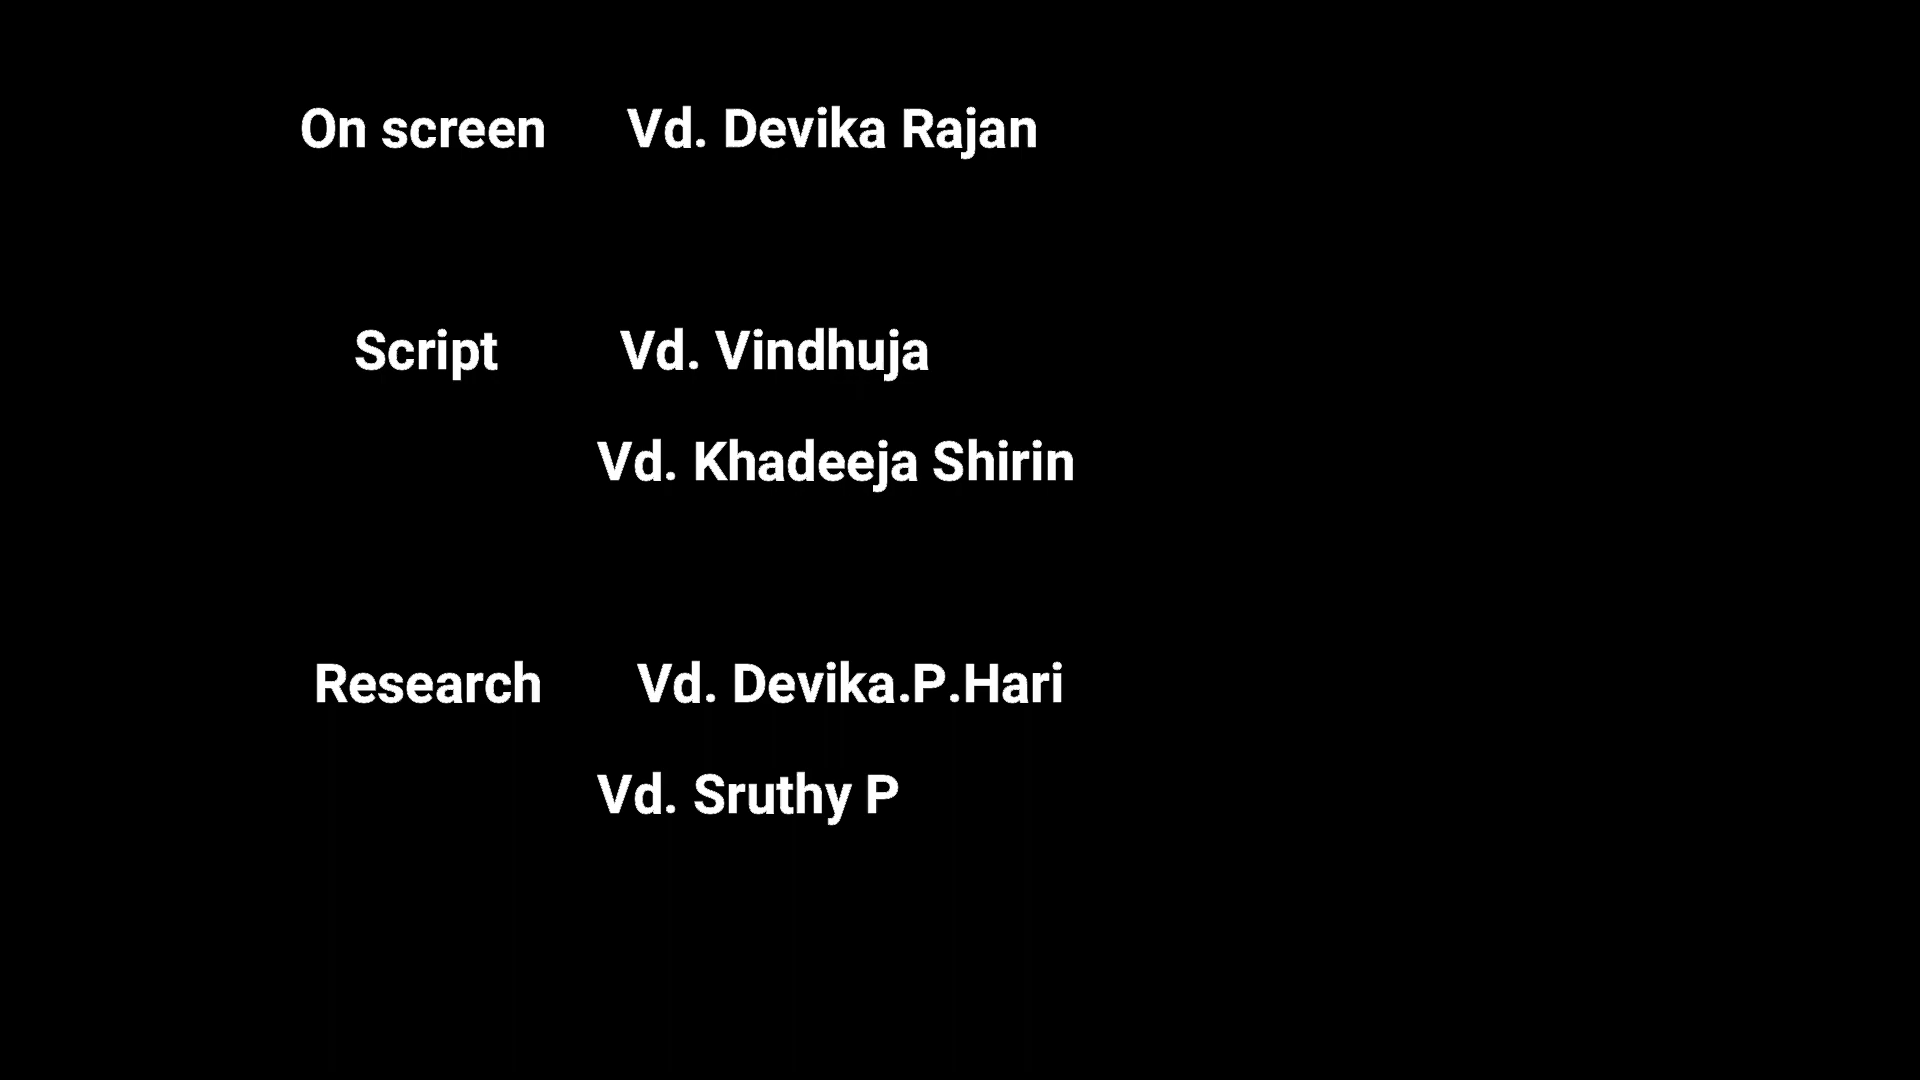 On screen Vd. Devika Rajan
Script Vd. Vindhuja
Vd. Khadeeja Shirin
Research Vd. Devika.P.Hari
Vd. Sruthy P